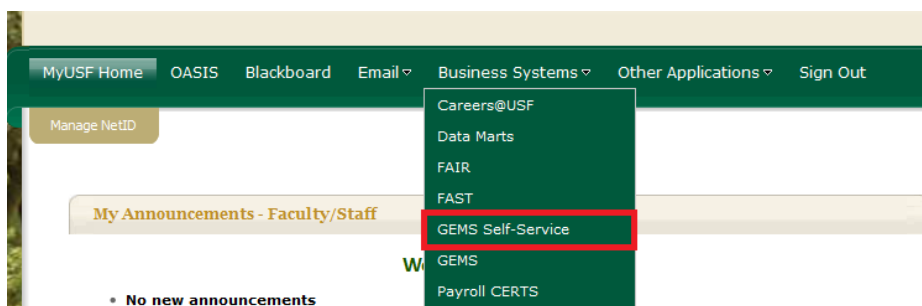 MyUSF Home OASIS Blackboard Email Business Systems Other Applications Sign Out
Manage NetID
Careers@USF
Data Marts
FAIR
FAST
GEMS Self-Service
GEMS
Payroll CERTS
My Announcements - Faculty/Staff
• No new announcements